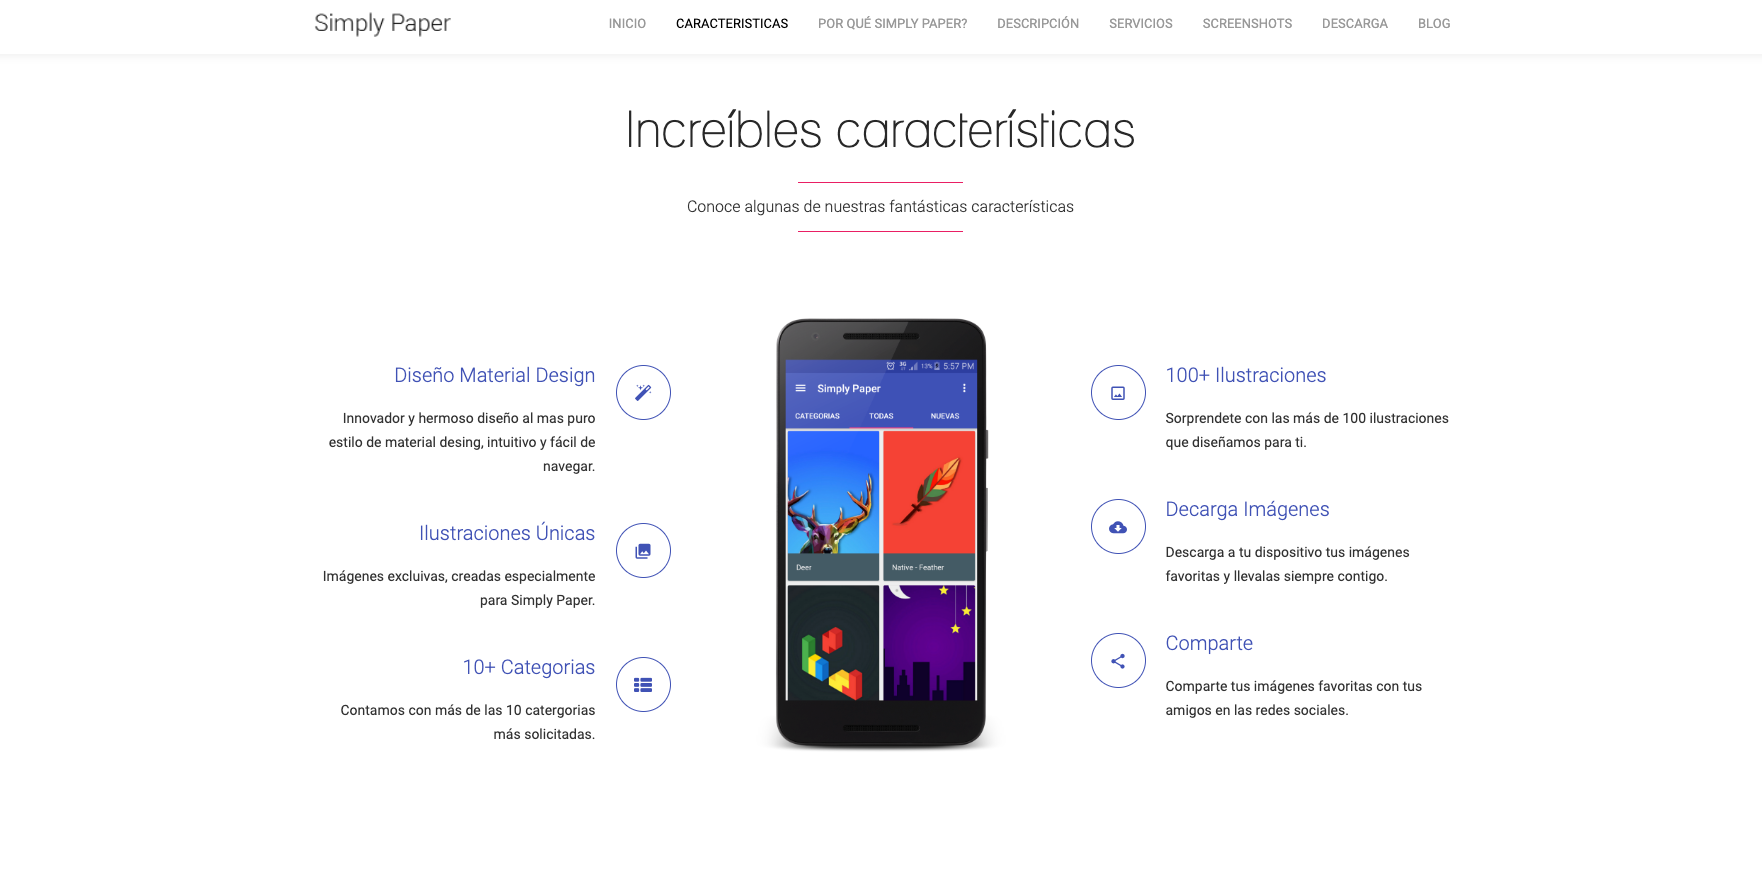 Simply Paper
INICIO
CARACTERISTICAS
POR QUÉ SIMPLY PAPER?
DESCRIPCIÓN
SERVICIOS
SCREENSHOTS
DESCARGA
BLOG
Increíbles características
Conoce algunas de nuestras fantásticas características
Diseño Material Design
Innovador y hermoso diseño al mas puro
estilo de material desing, intuitivo y fácil de
navegar.
Ilustraciones Únicas
Imágenes excluivas, creadas especialmente
para Simply Paper.
10+ Categorias
Contamos con más de las 10 catergorias
más solicitadas.
3G
13%
5:57 PM
Simply Paper
CATEGORIAS
TODAS
NUEVAS
Deer
Native - Feather
100+ Ilustraciones
Sorprendete con las más de 100 ilustraciones
que diseñamos para ti.
Decarga Imágenes
Descarga a tu dispositivo tus imágenes
favoritas y llevalas siempre contigo.
Comparte
Comparte tus imágenes favoritas con tus
amigos en las redes sociales.